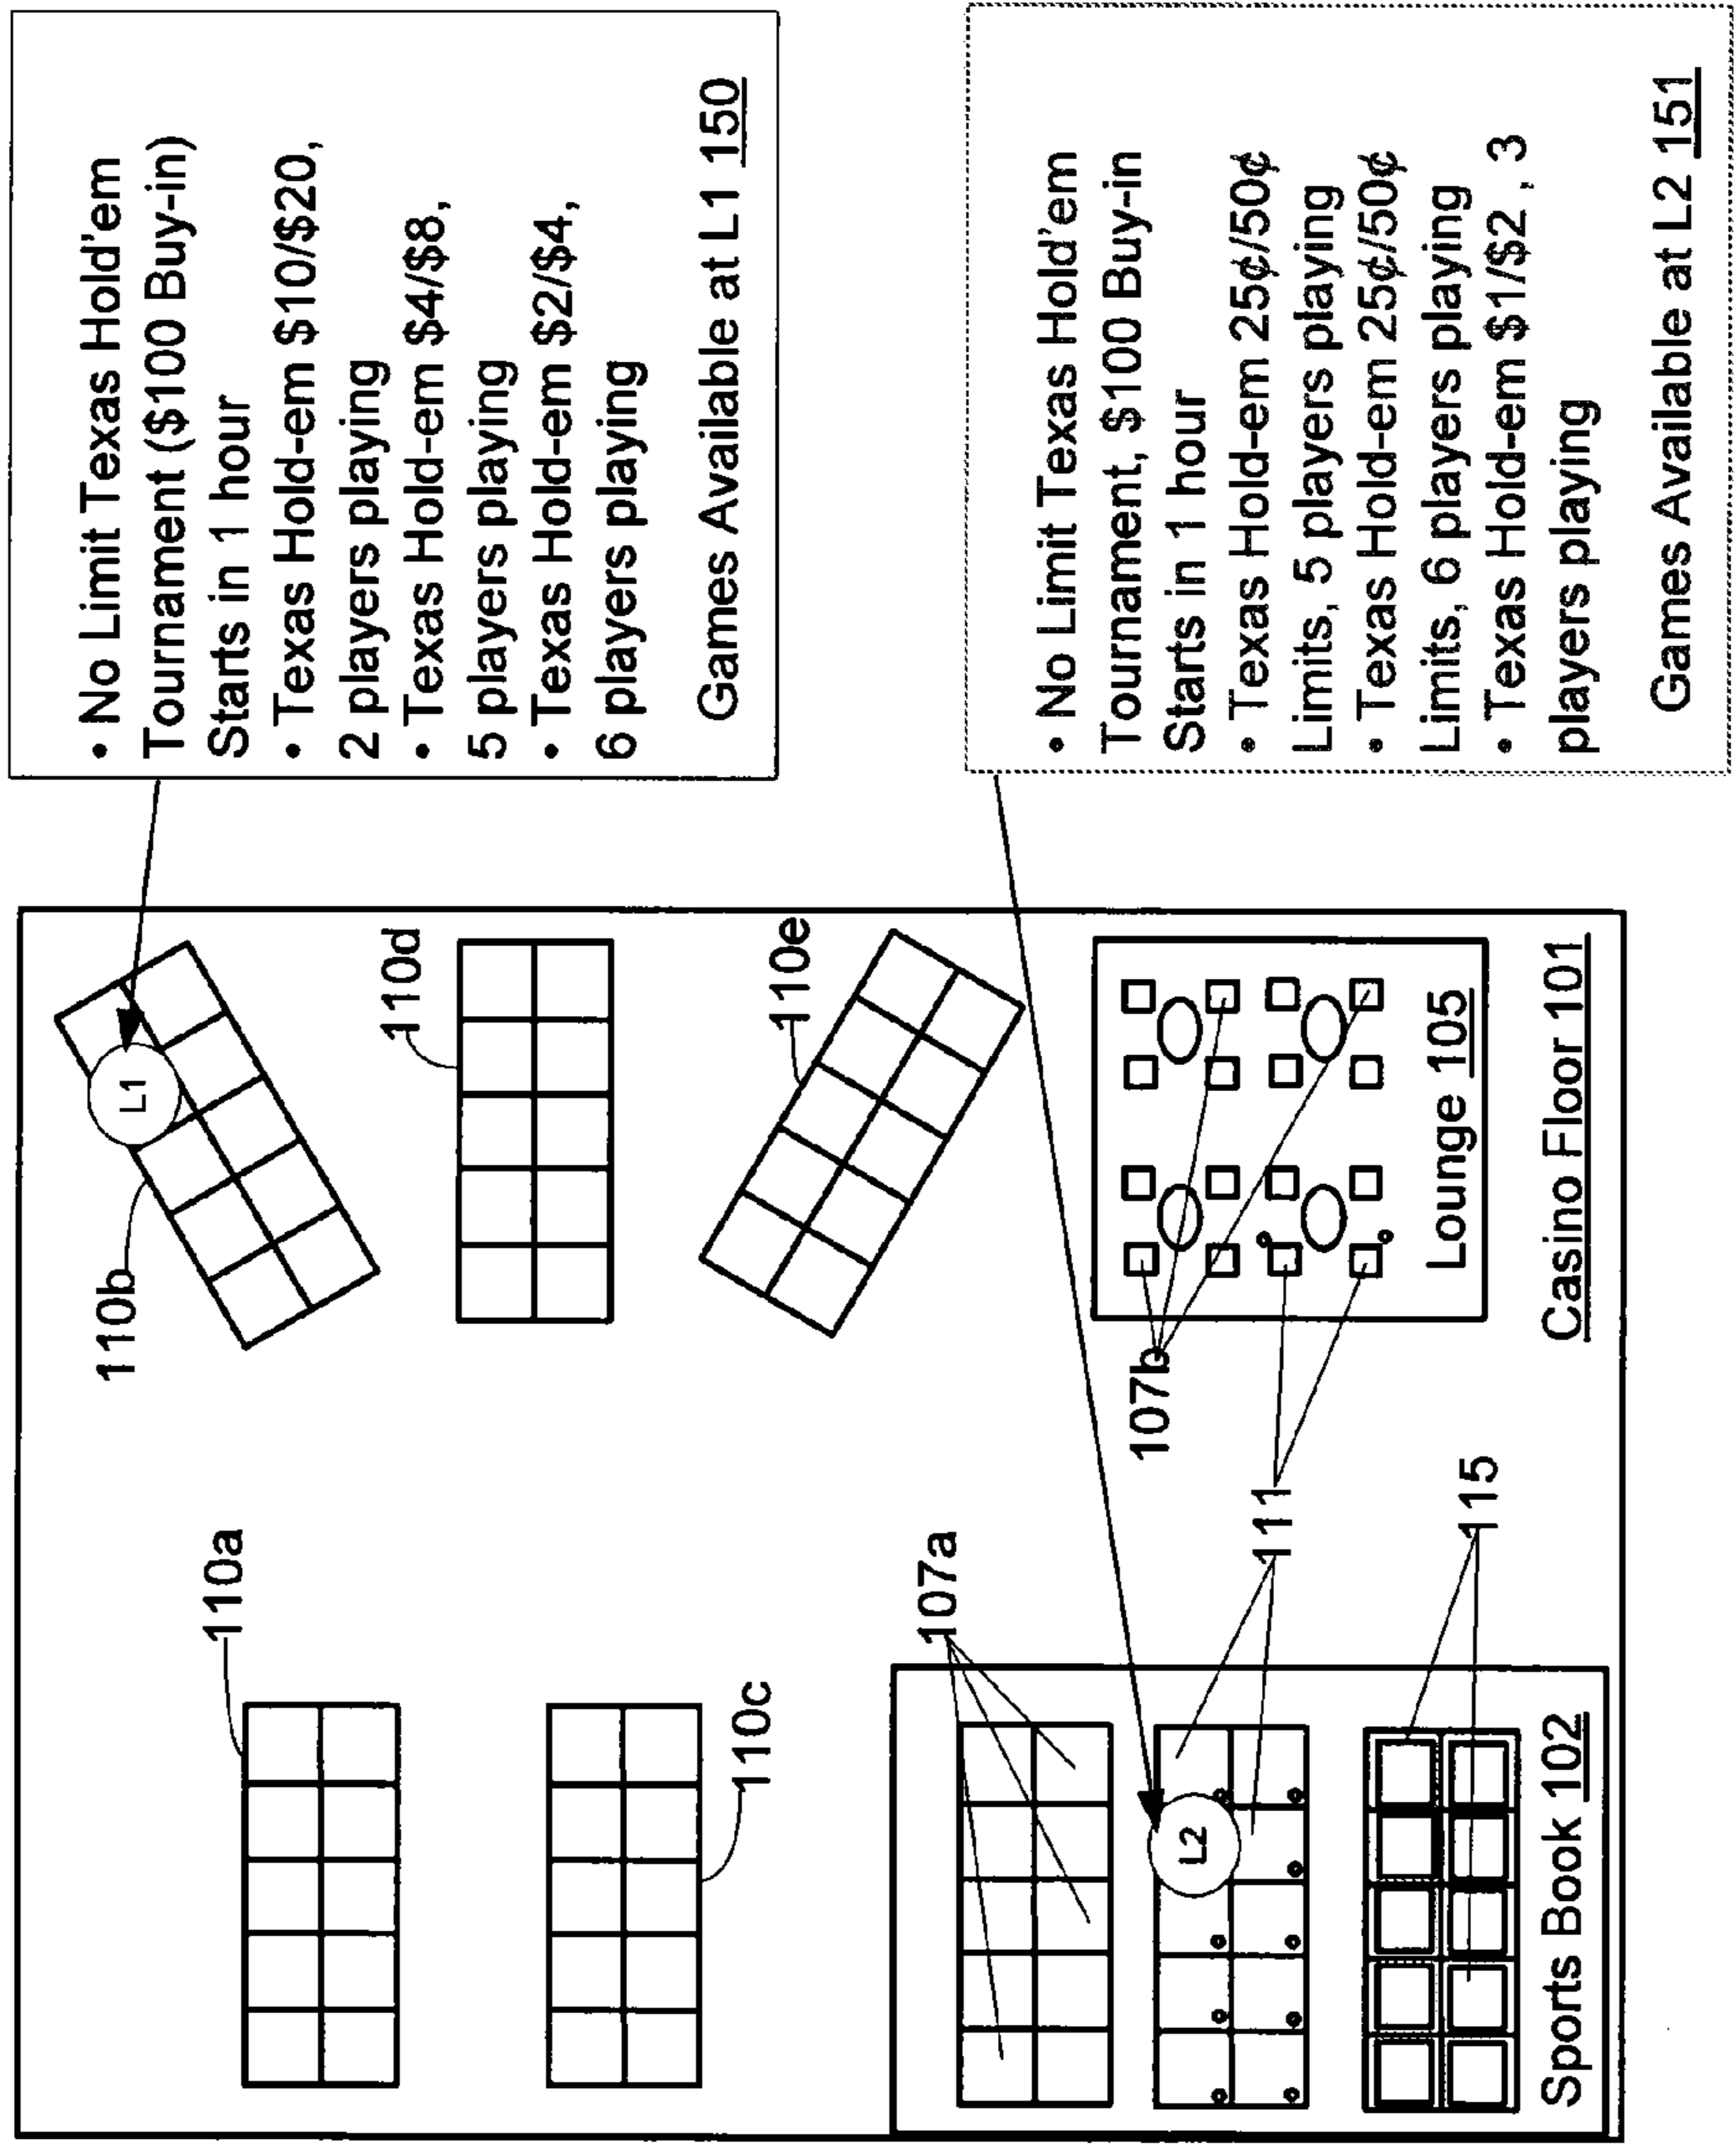 110a
110b
L1
110c
110d
107a
110e
L2
111
107b
115
Lounge 105
Sports Book 102
Casino Floor 101
• No Limit Texas Hold'em
Tournament ($100 Buy-in)
Starts in 1 hour
• Texas Hold-em $10/$20,
2 players playing
• Texas Hold-em $4/$8,
5 players playing
• Texas Hold-em $2/$4,
6 players playing
Games Available at L1 150
• No Limit Texas Hold'em
Tournament, $100 Buy-in
Starts in 1 hour
• Texas Hold-em 25¢/50¢
Limits, 5 players playing
• Texas Hold-em 25¢/50¢
Limits, 6 players playing
• Texas Hold-em $1/$2 , 3
players playing
Games Available at L2 151